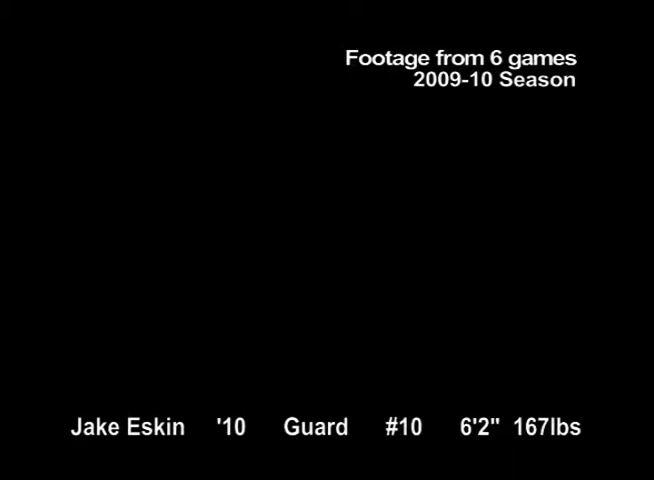 Footage from 6 games
2009-10 Season
Jake Eskin '10 Guard #10 6'2" 167lbs